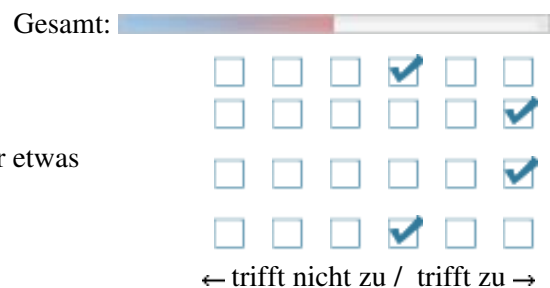 Gesamt:
r etwas
← trifft nicht zu / trifft zu →